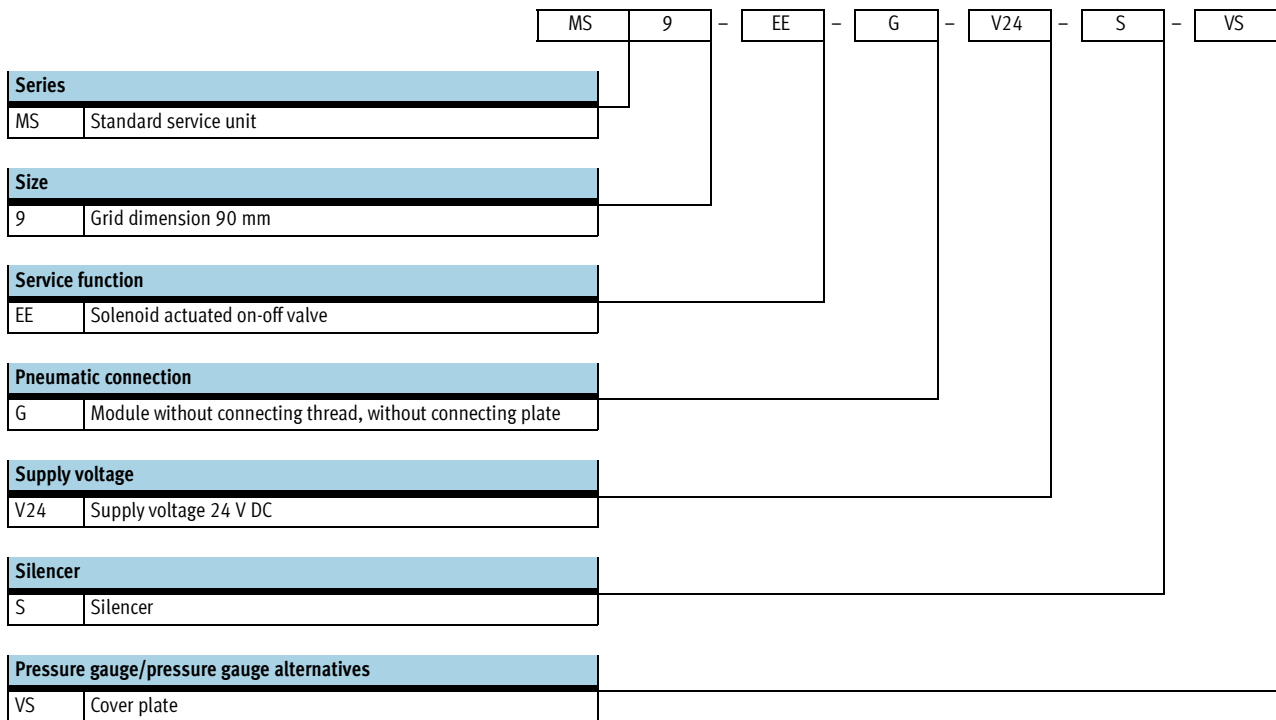 MS 9 – EE – G – V24 – S – VS
Series
MS Standard service unit
Size
9 Grid dimension 90 mm
Service function
EE Solenoid actuated on-off valve
Pneumatic connection
G Module without connecting thread, without connecting plate
Supply voltage
V24 Supply voltage 24 V DC
Silencer
S Silencer
Pressure gauge/pressure gauge alternatives
VS Cover plate